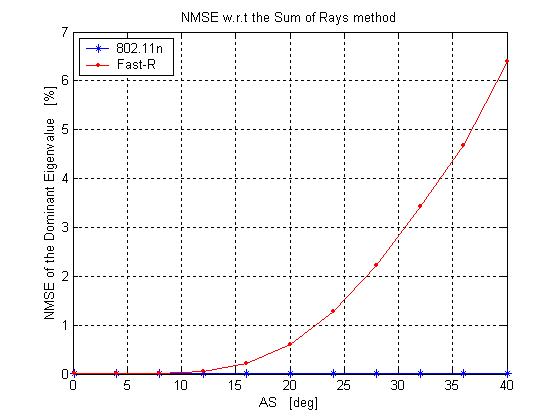 NMSE w.r.t the Sum of Rays method
802.11n
Fast-R
NMSE of the Dominant Eigenvalue [%]
7
6
5
4
3
2
1
0
0 5 10 15 20 25 30 35 40
AS [deg]